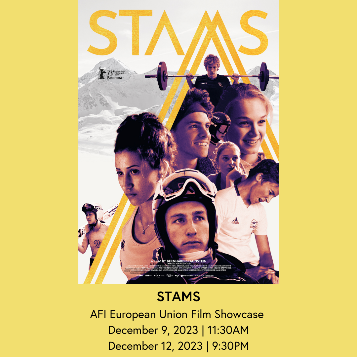 STAMS
STAMS
AFI European Union Film Showcase
December 9, 2023 | 11:30AM
December 12, 2023 | 9:30PM